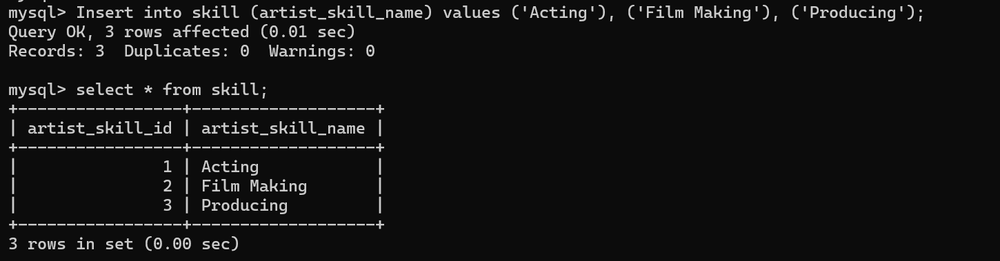 mysql> Insert into skill (artist_skill_name) values ('Acting'), ('Film Making'), ('Producing');
Query OK, 3 rows affected (0.01 sec)
Records: 3  Duplicates: 0  Warnings: 0
mysql> select * from skill;
+-----------------+-------------------+
| artist_skill_id | artist_skill_name |
+-----------------+-------------------+
|               1 | Acting            |
|               2 | Film Making       |
|               3 | Producing         |
+-----------------+-------------------+
3 rows in set (0.00 sec)